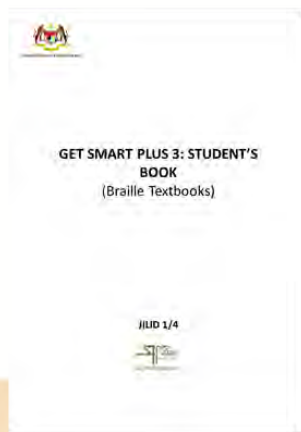 GET SMART PLUS 3: STUDENT'S
BOOK
(Braille Textbooks)
JILID 1/4